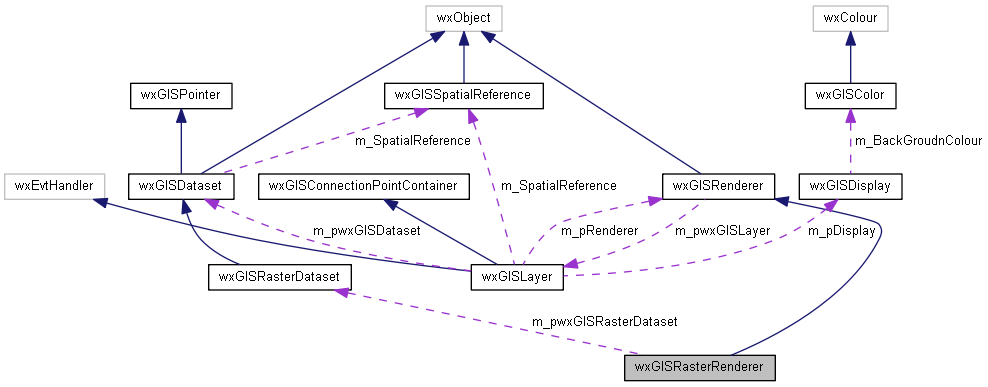 wxObject
wxColour
wxGISPointer
wxGISSpatialReference
wxGISColor
m_SpatialReference
m_BackGroudnColour
wxEvtHandler
wxGISDataset
wxGISConnectionPointContainer
m_SpatialReference
wxGISRenderer
wxGISDisplay
m_pwxGISDataset
m_pRenderer
m_pwxGISLayer
m_pDisplay
wxGISRasterDataset
wxGISLayer
m_pwxGISRasterDataset
wxGISRasterRenderer